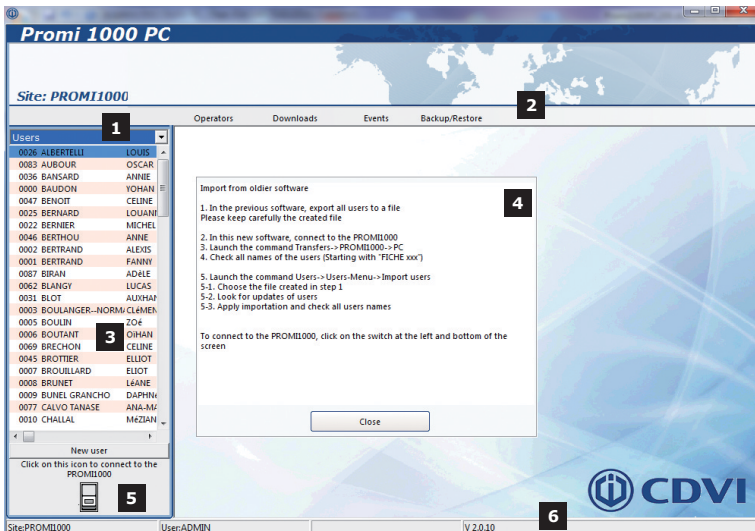 Promi 1000 PC
Site: PROMI1000
1
2
Operators Downloads Events Backup/Restore
Users
0026 ALBERTELLI LOUIS
0083 AUBOUR OSCAR
0036 BANSARD ANNIE
0000 BAUDON YOHAN
0047 BENOIT CELINE
0025 BERNARD LOUANI
0022 BERNIER MICHEL
0046 BERTHOU ANNE
0002 BERTRAND ALEXIS
0001 BERTRAND FANNY
0087 BIRAN ADéLE
0062 BLANGY LUCAS
0031 BLOT AUXHAN
0003 BOULANGER--NORMA CLéMEN
0005 BOULIN ZOé
0006 BOUTANT OïHAN
0069 BRECHON CELINE
0045 BROTTIER ELLIOT
0007 BROUILLARD ELIOT
0008 BRUNET LéANE
0009 BUNEL GRANCHO DAPHNé
0077 CALVO TANASE ANA-MA
0010 CHALLAL MéZIAN
3
New user
Click on this icon to connect to the
PROMI1000
5
4
Import from oldier software
1. In the previous software, export all users to a file
Please keep carefully the created file
2. In this new software, connect to the PROMI1000
3. Launch the command Transfers->PROMI1000->PC
4. Check all names of the users (Starting with "FICHE xxx")
5. Launch the command Users->Users-Menu->Import users
5-1. Choose the file created in step 1
5-2. Look for updates of users
5-3. Apply importation and check all users names
To connect to the PROMI1000, click on the switch at the left and bottom of the
screen
Close
CDVI
6
Site:PROMI1000 User:ADMIN V 2.0.10